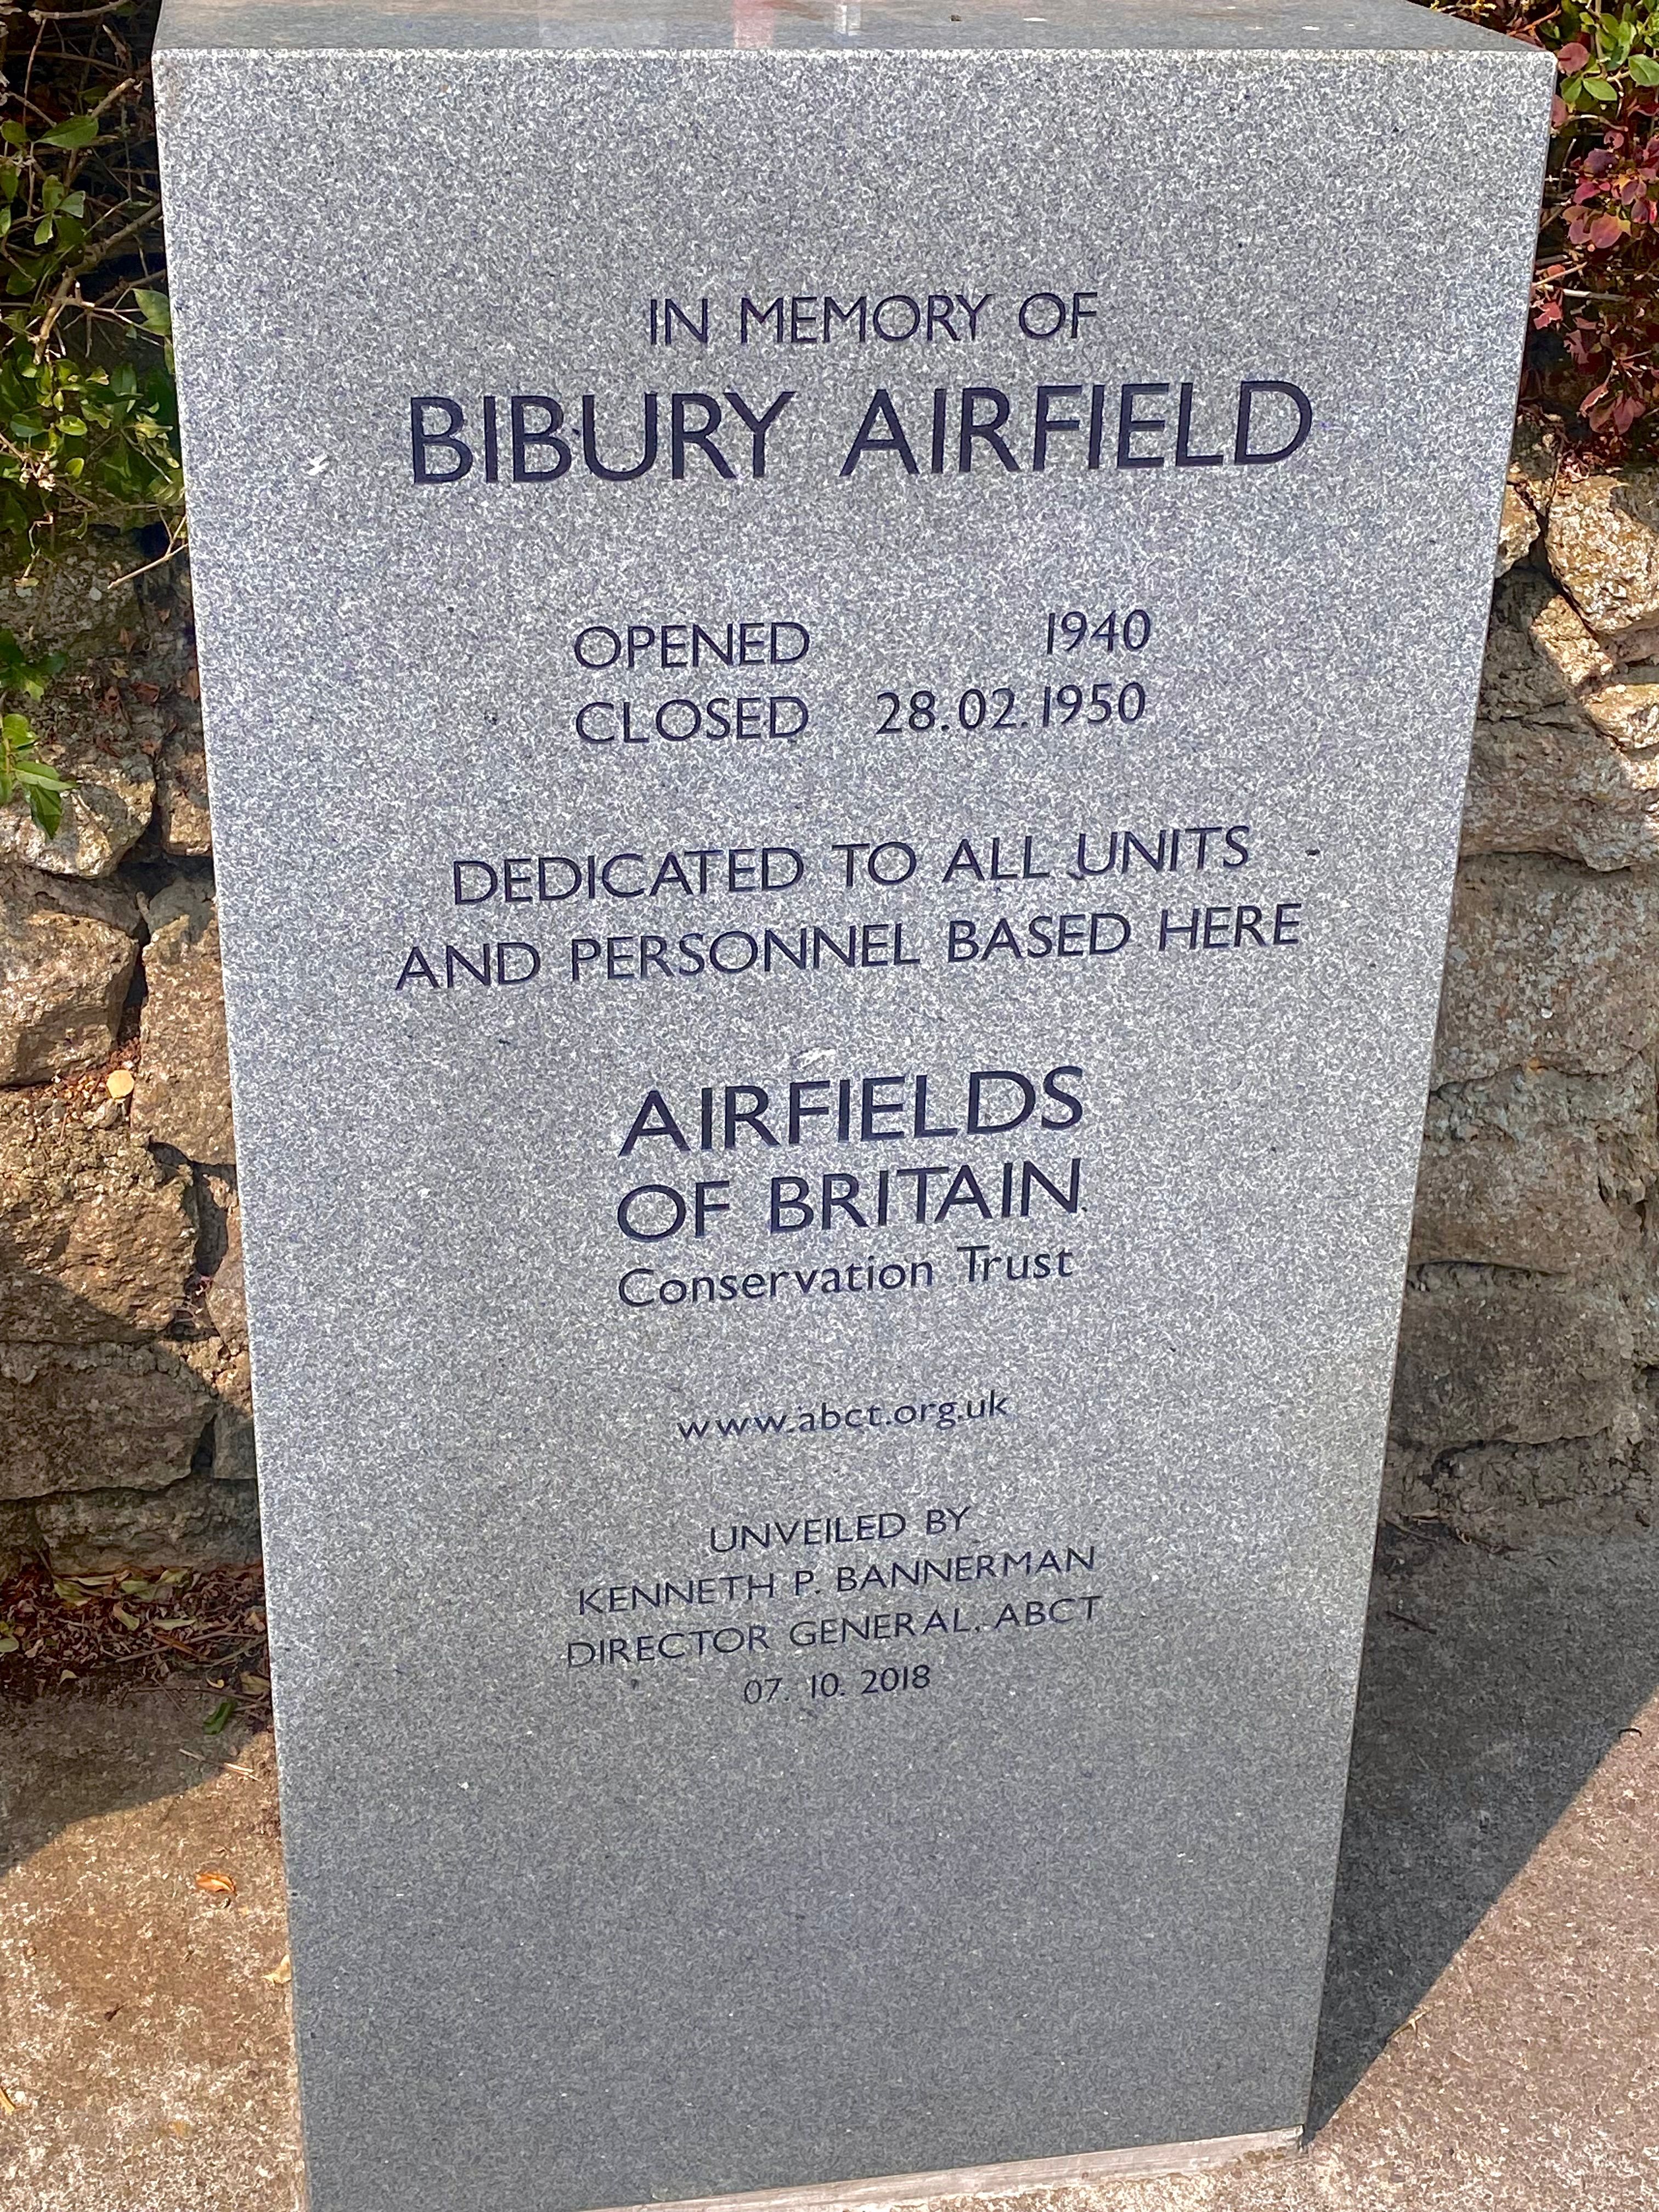 IN MEMORY OF
BIBURY AIRFIELD
OPENED 1940
CLOSED 28.02.1950
DEDICATED TO ALL UNITS
AND PERSONNEL BASED HERE
AIRFIELDS
OF BRITAIN
Conservation Trust
www.abct.org.uk
UNVEILED BY
KENNETH P. BANNERMAN
DIRECTOR GENERAL, ABCT
07. 10. 2018